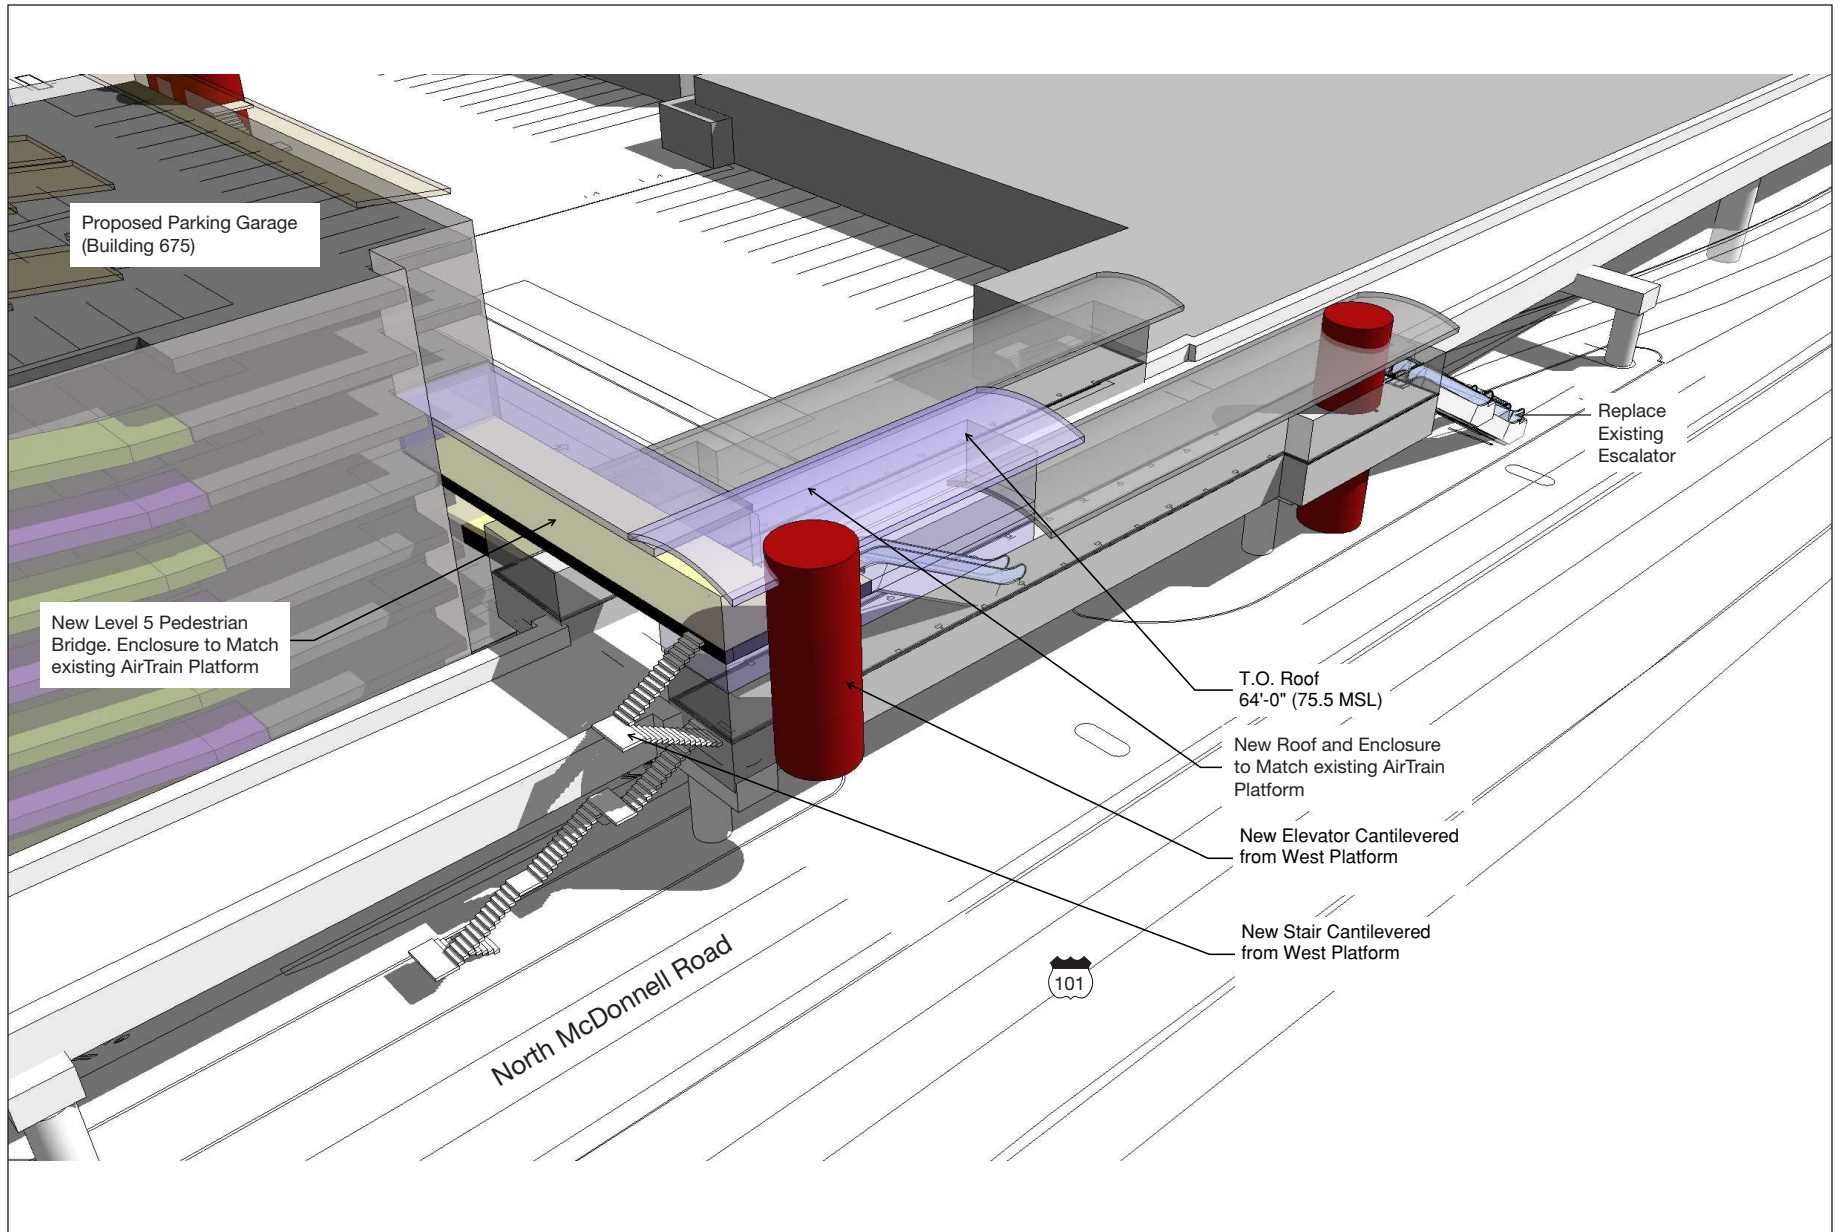 Proposed Parking Garage
(Building 675)
New Level 5 Pedestrian
Bridge. Enclosure to Match
existing AirTrain Platform
Replace
Existing
Escalator
T.O. Roof
64'-0" (75.5 MSL)
New Roof and Enclosure
to Match existing AirTrain
Platform
New Elevator Cantilevered
from West Platform
New Stair Cantilevered
from West Platform
North McDonnell Road
101